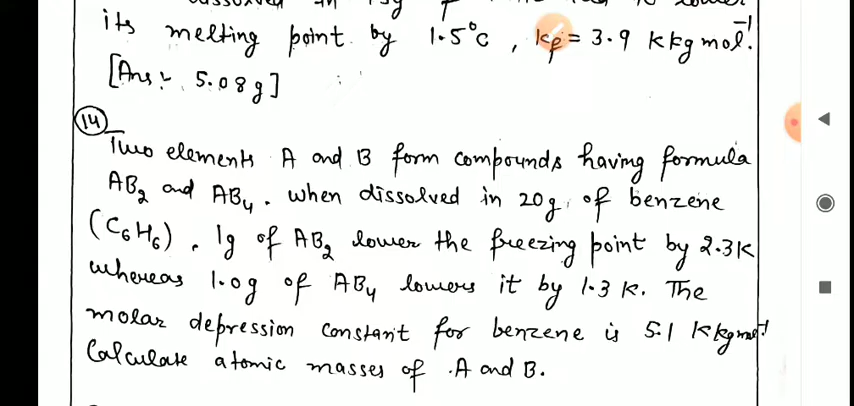 its melting point by 1.5°C, kf = 3.9 K kg mol⁻¹.
[Ans:- 5.08g]
14
Two elements A and B form compounds having formula
AB₂ and AB₄. when dissolved in 20g of benzene
(C₆H₆), 1g of AB₂ lower the freezing point by 2.3K
whereas 1.0g of AB₄ lowers it by 1.3 K. The
molar depression constant for benzene is 5.1 K kg mol⁻¹
Calculate atomic masses of A and B.